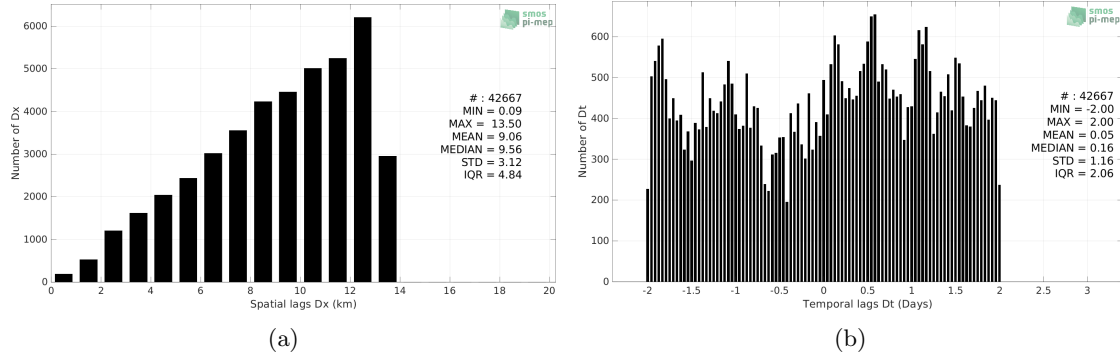 smos
pi-mep
6000
5000
4000
3000
2000
1000
0
Number of Dx
# : 42667
MIN = 0.09
MAX = 13.50
MEAN = 9.06
MEDIAN = 9.56
STD = 3.12
IQR = 4.84
0 2 4 6 8 10 12 14 16 18 20
Spatial lags Dx (km)
(a)
smos
pi-mep
600
500
400
300
200
100
0
Number of Dt
# : 42667
MIN = -2.00
MAX = 2.00
MEAN = 0.05
MEDIAN = 0.16
STD = 1.16
IQR = 2.06
-2 -1.5 -1 -0.5 0 0.5 1 1.5 2 2.5 3
Temporal lags Dt (Days)
(b)